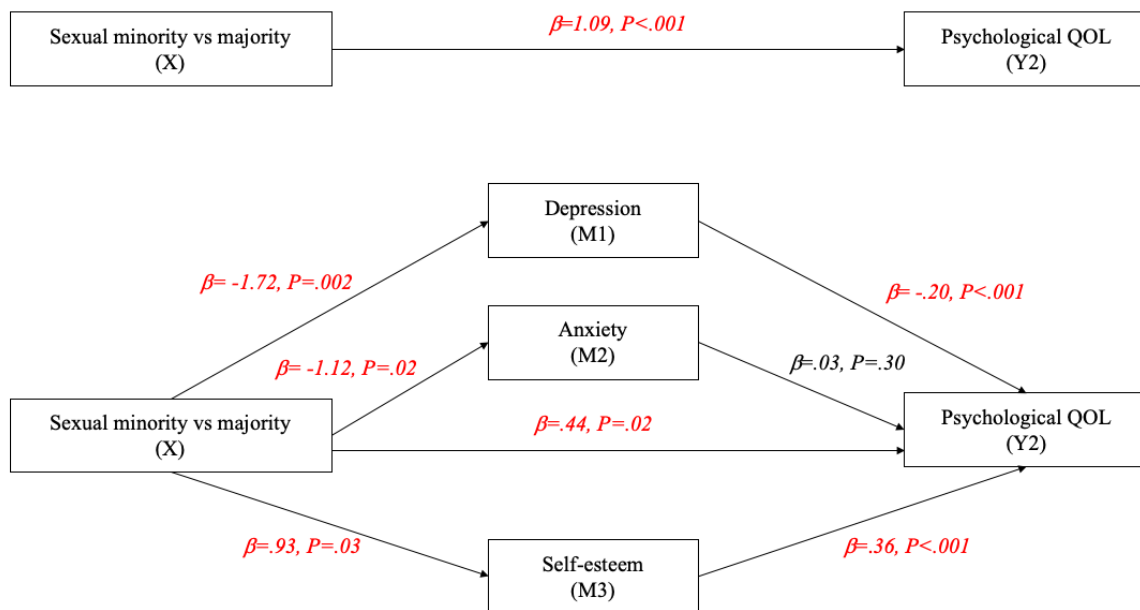 Sexual minority vs majority
(X)
β=1.09, P<.001
Psychological QOL
(Y2)
Depression
(M1)
β= -1.72, P=.002
β= -.20, P<.001
Anxiety
(M2)
β= -1.12, P=.02
β=.03, P=.30
Sexual minority vs majority
(X)
β=.44, P=.02
Psychological QOL
(Y2)
β=.93, P=.03
β=.36, P<.001
Self-esteem
(M3)